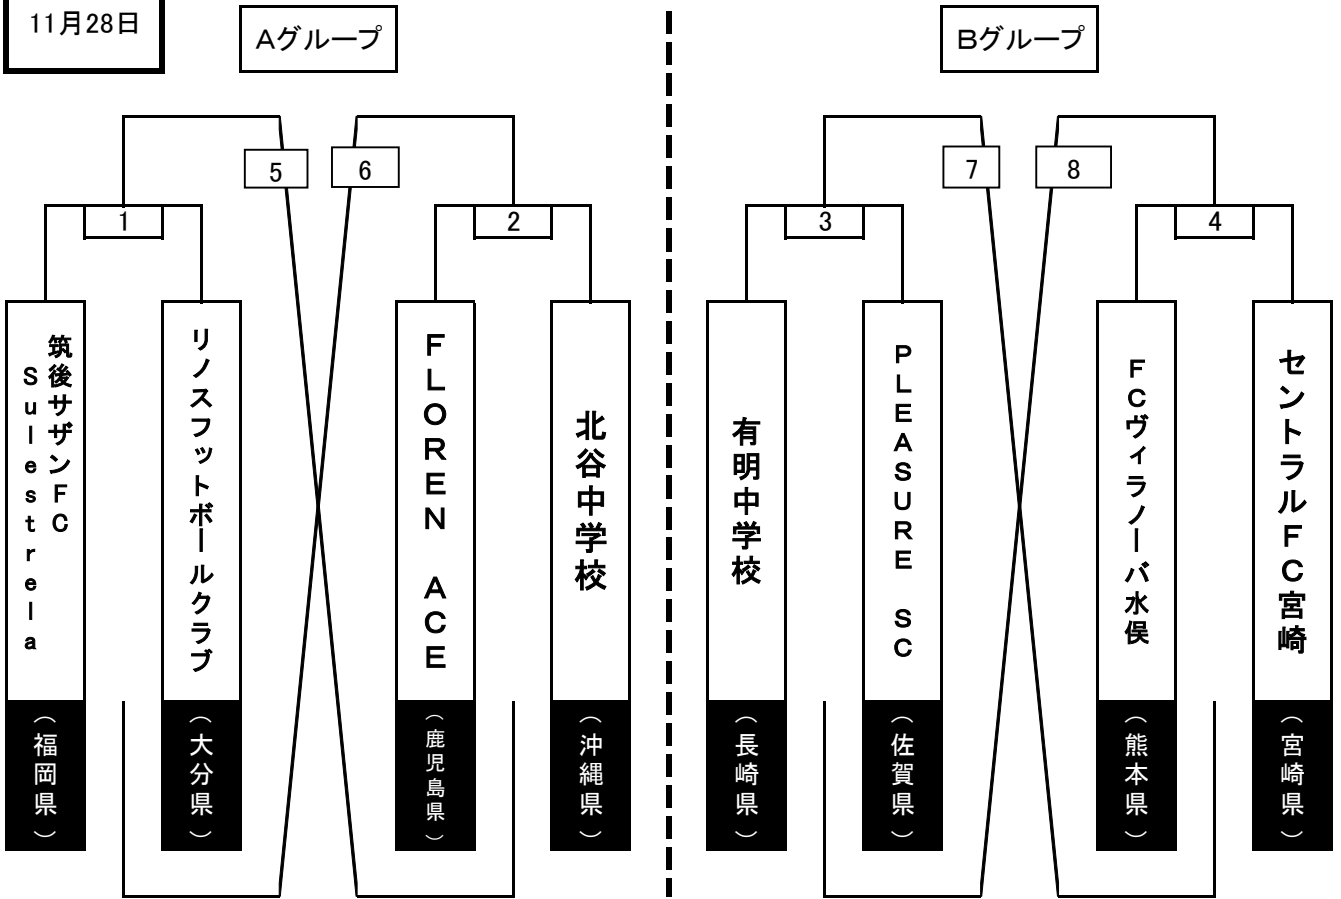 11月28日
Aグループ
Bグループ
5
6
7
8
1
2
3
4
筑後サザンFC
Sulestrela
リノスフットボールクラブ
FLOREN ACE
北谷中学校
有明中学校
PLEASURE SC
FCヴィラノーバ水俣
セントラルFC宮崎
(福岡県)
(大分県)
(鹿児島県)
(沖縄県)
(長崎県)
(佐賀県)
(熊本県)
(宮崎県)